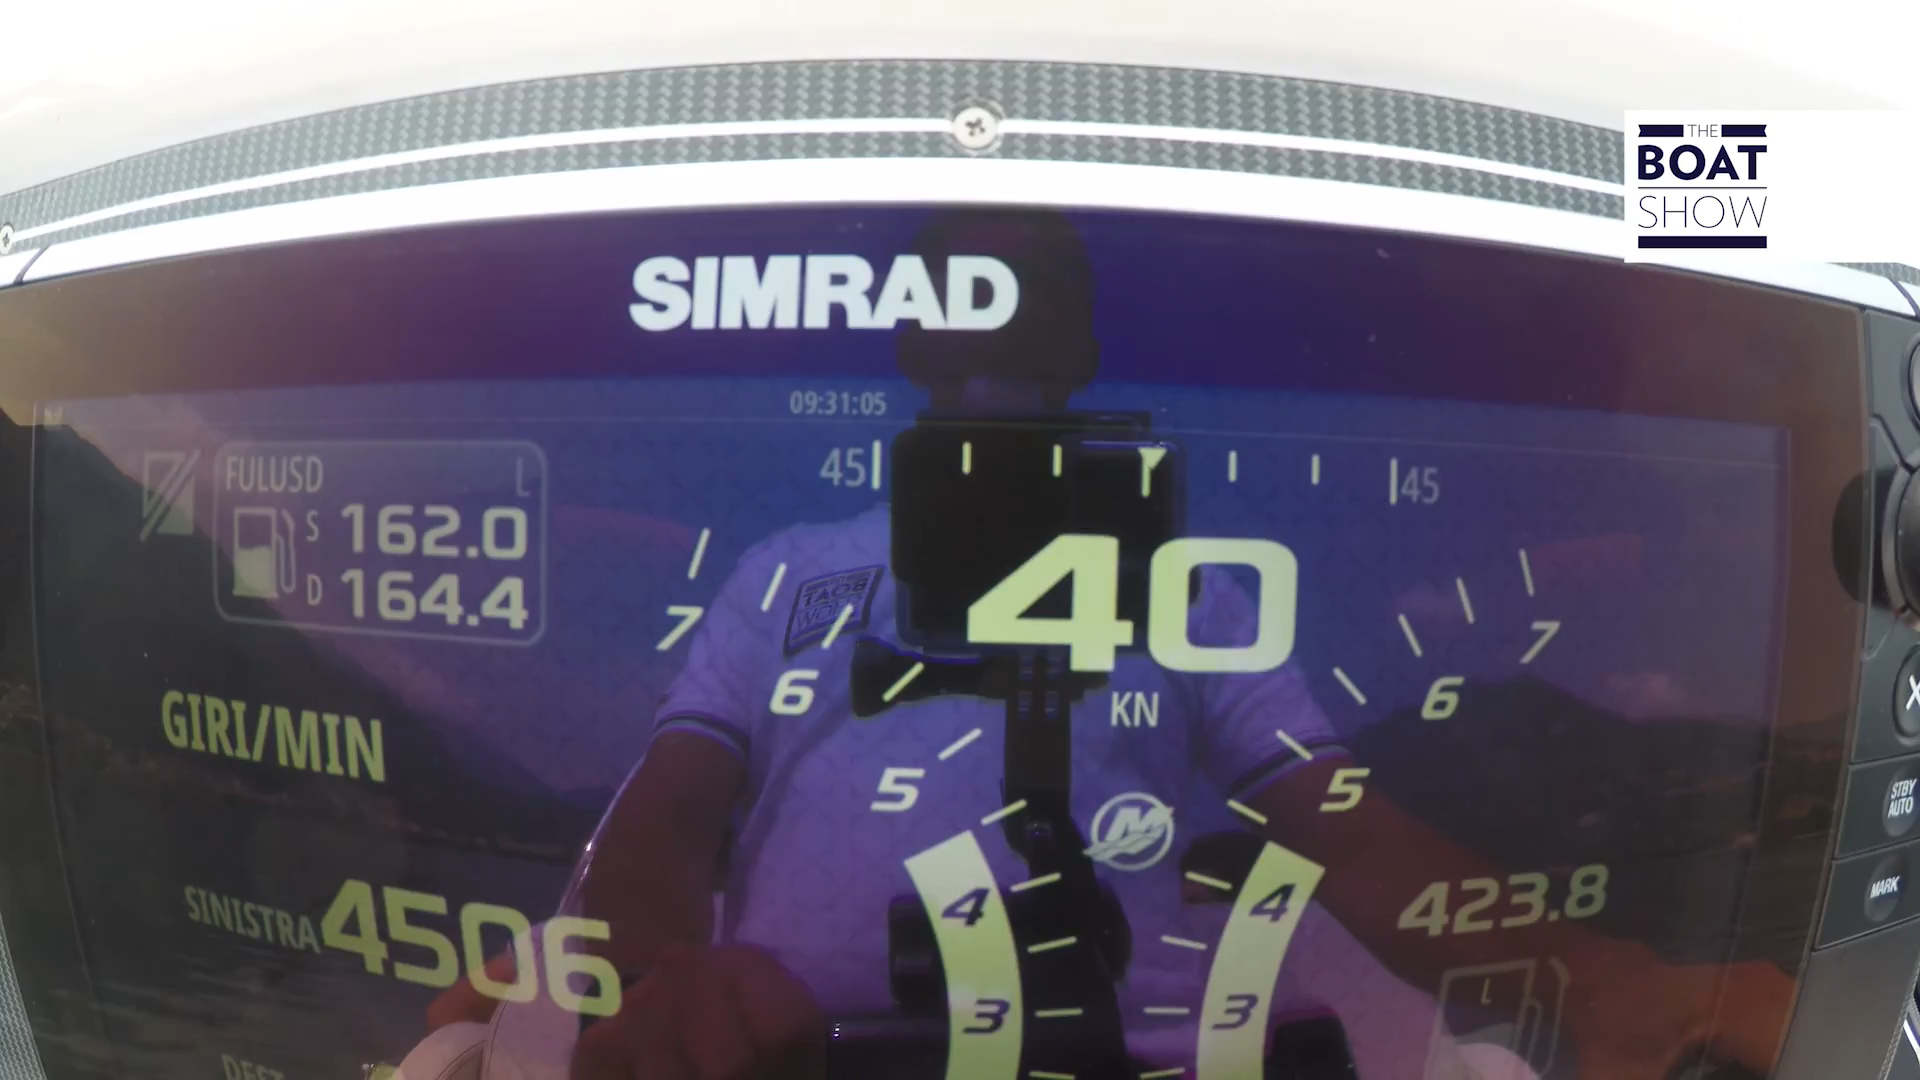 THE
BOAT
SHOW
SIMRAD
09:31:05
45 45
FULUSD L
S 162.0
D 164.4
40
KN
7 7
6 6
5 5
4 4
3 3
GIRI/MIN
SINISTRA 4506
423.8
L
STBY
AUTO
MARK
X